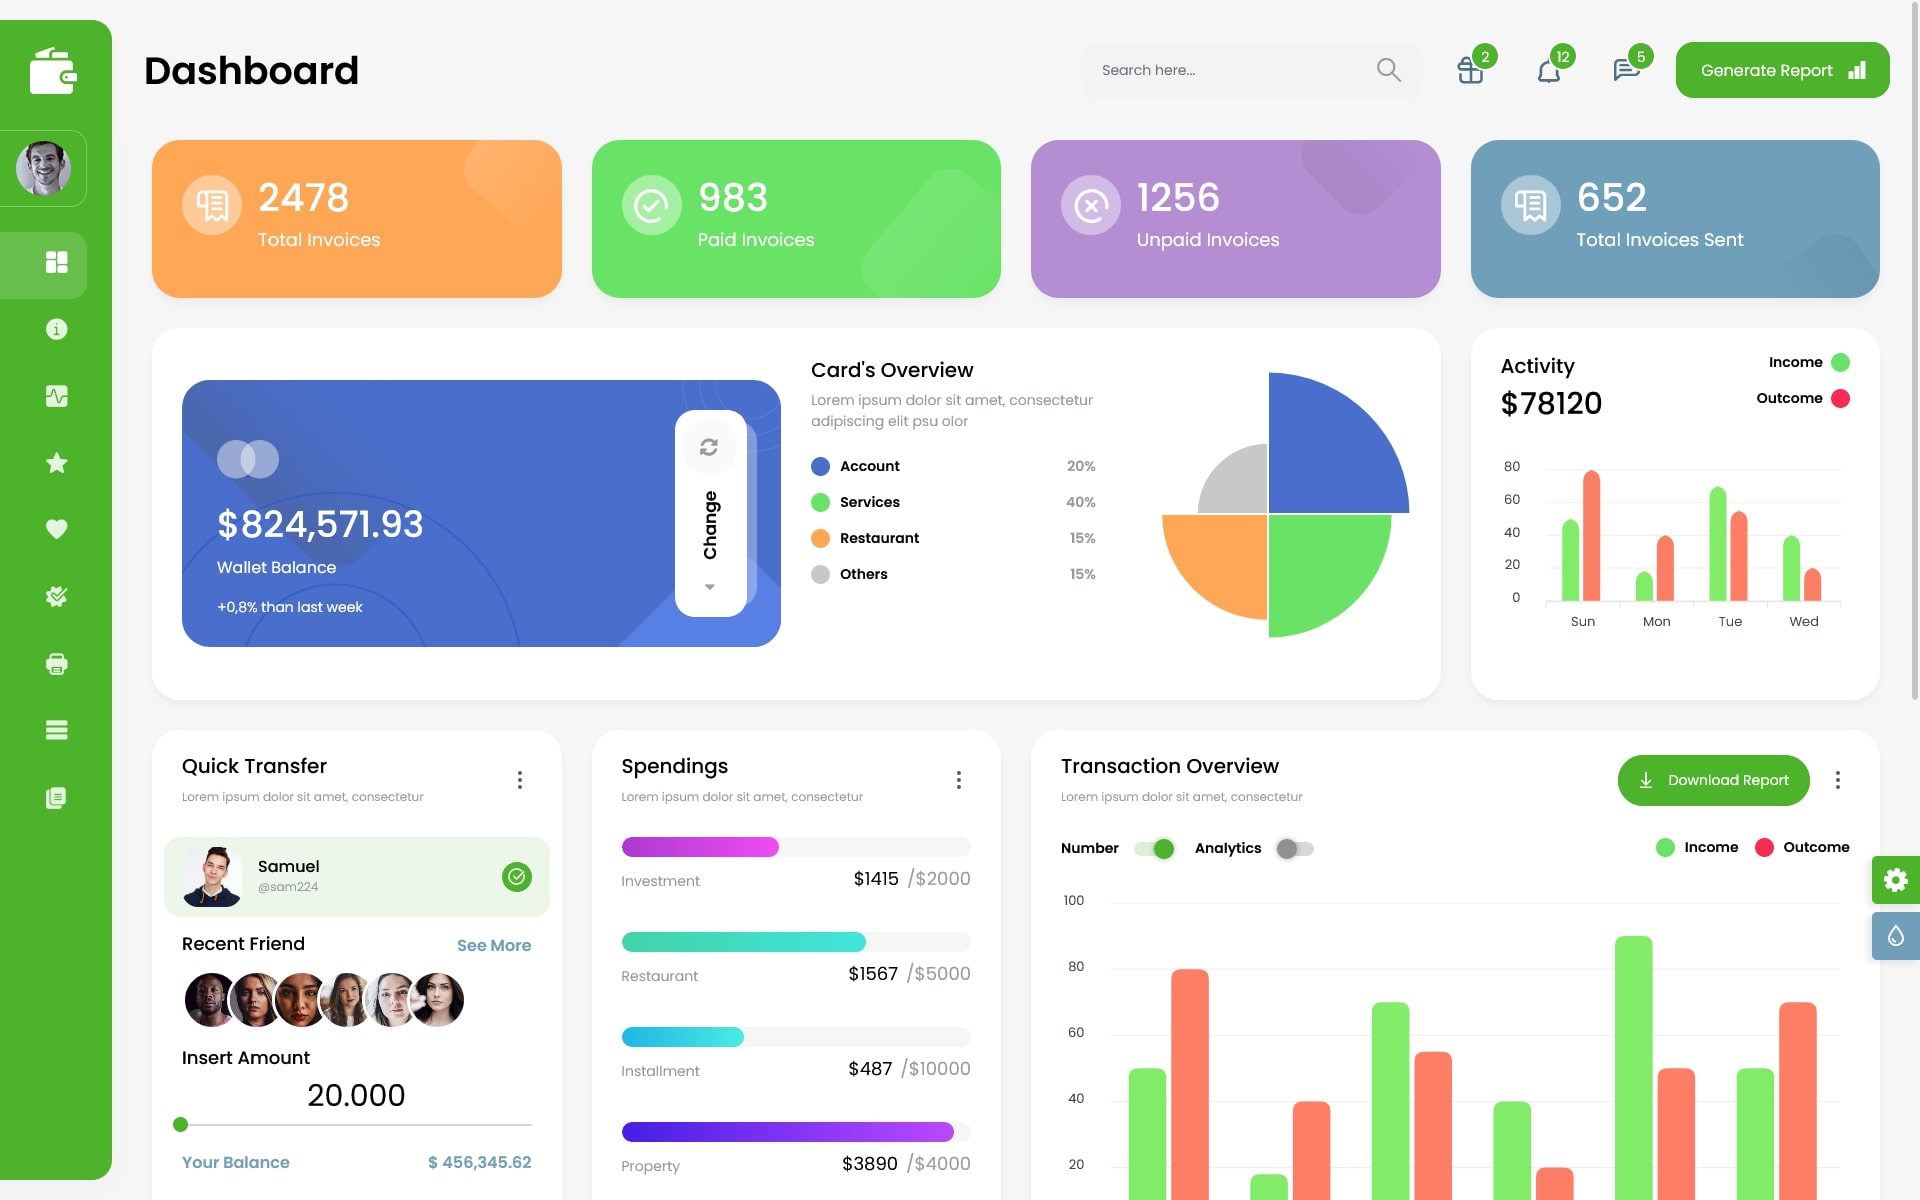 Dashboard
Search here...
2
12
5
Generate Report
2478
Total Invoices
983
Paid Invoices
1256
Unpaid Invoices
652
Total Invoices Sent
$824,571.93
Wallet Balance
+0,8% than last week
Change
Card's Overview
Lorem ipsum dolor sit amet, consectetur
adipiscing elit psu olor
Account 20%
Services 40%
Restaurant 15%
Others 15%
Activity
$78120
Income
Outcome
80
60
40
20
0
Sun Mon Tue Wed
Quick Transfer
Lorem ipsum dolor sit amet, consectetur
Samuel
@sam224
Recent Friend See More
Insert Amount
20.000
Your Balance $ 456,345.62
Spendings
Lorem ipsum dolor sit amet, consectetur
Investment $1415 /$2000
Restaurant $1567 /$5000
Installment $487 /$10000
Property $3890 /$4000
Transaction Overview
Lorem ipsum dolor sit amet, consectetur
Download Report
Number Analytics Income Outcome
100
80
60
40
20